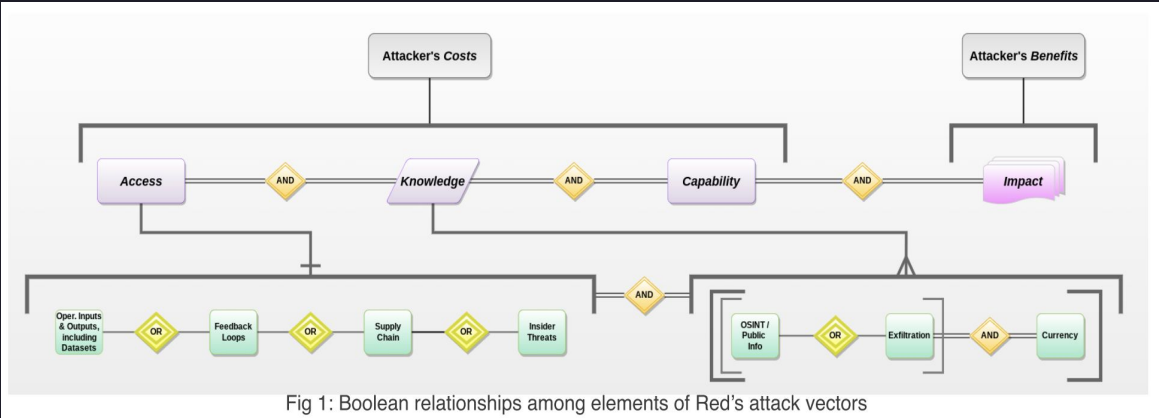 Attacker's Costs
Attacker's Benefits
Access
AND
Knowledge
AND
Capability
AND
Impact
AND
Oper. Inputs
& Outputs,
including
Datasets
OR
Feedback
Loops
OR
Supply
Chain
OR
Insider
Threats
OSINT /
Public
Info
OR
Exfiltration
AND
Currency
Fig 1: Boolean relationships among elements of Red's attack vectors